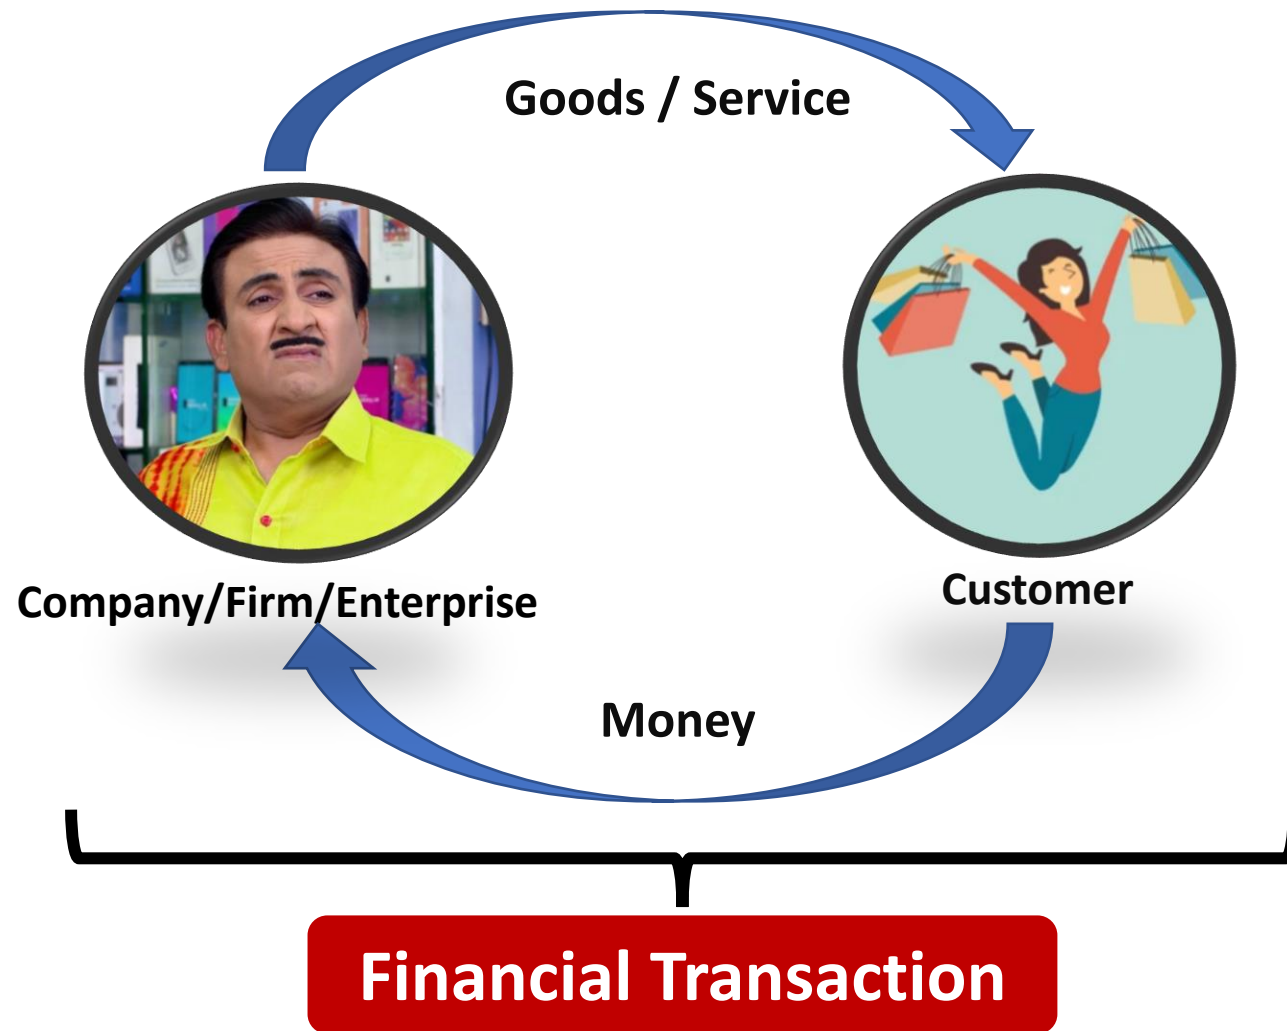 Goods / Service
Company/Firm/Enterprise
Customer
Money
Financial Transaction